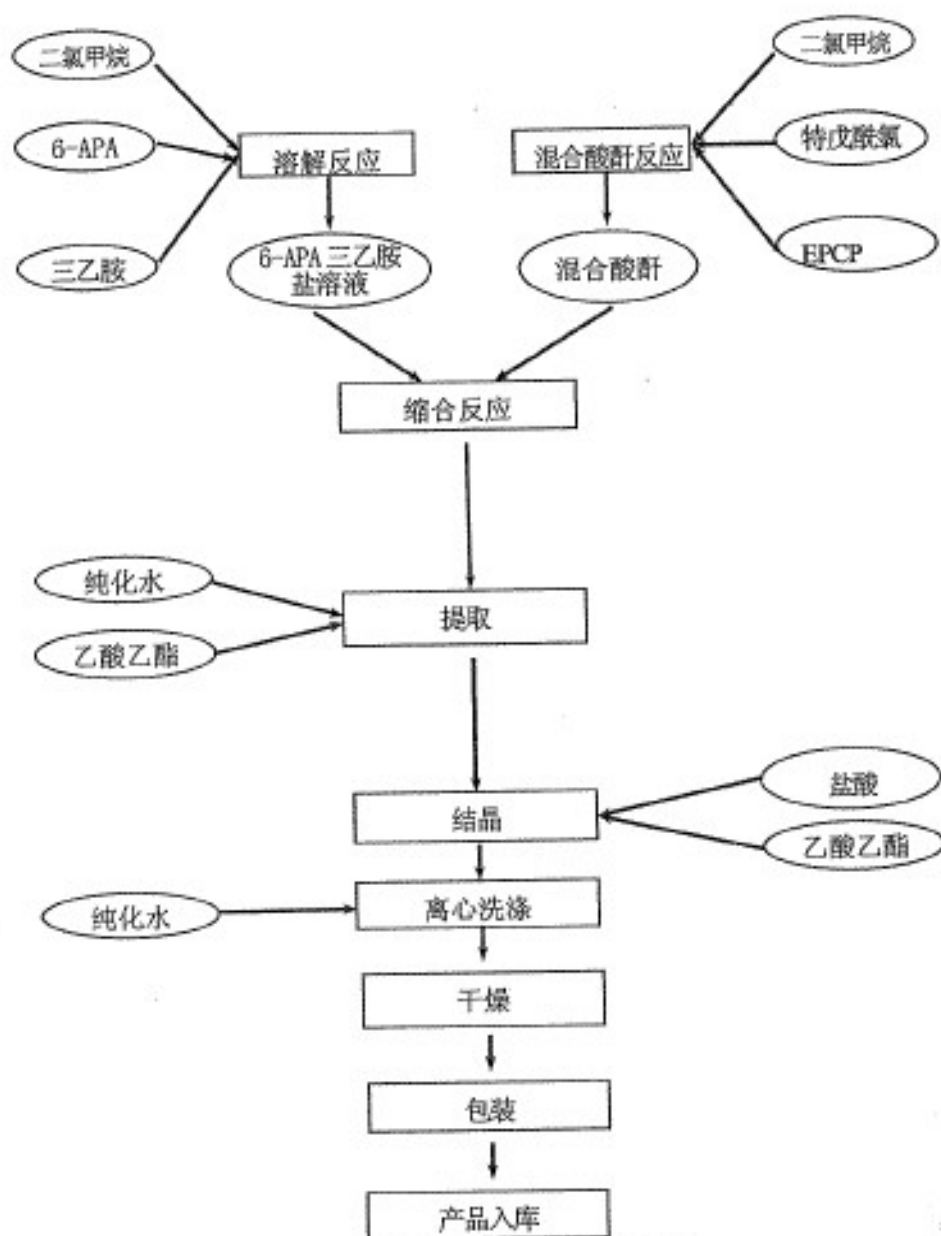 二氯甲烷
6-APA
三乙胺
溶解反应
6-APA 三乙胺
盐溶液
二氯甲烷
特戊酰氯
EPCP
混合酸酐反应
混合酸酐
缩合反应
纯化水
乙酸乙酯
提取
盐酸
乙酸乙酯
结晶
纯化水
离心洗涤
干燥
包装
产品入库